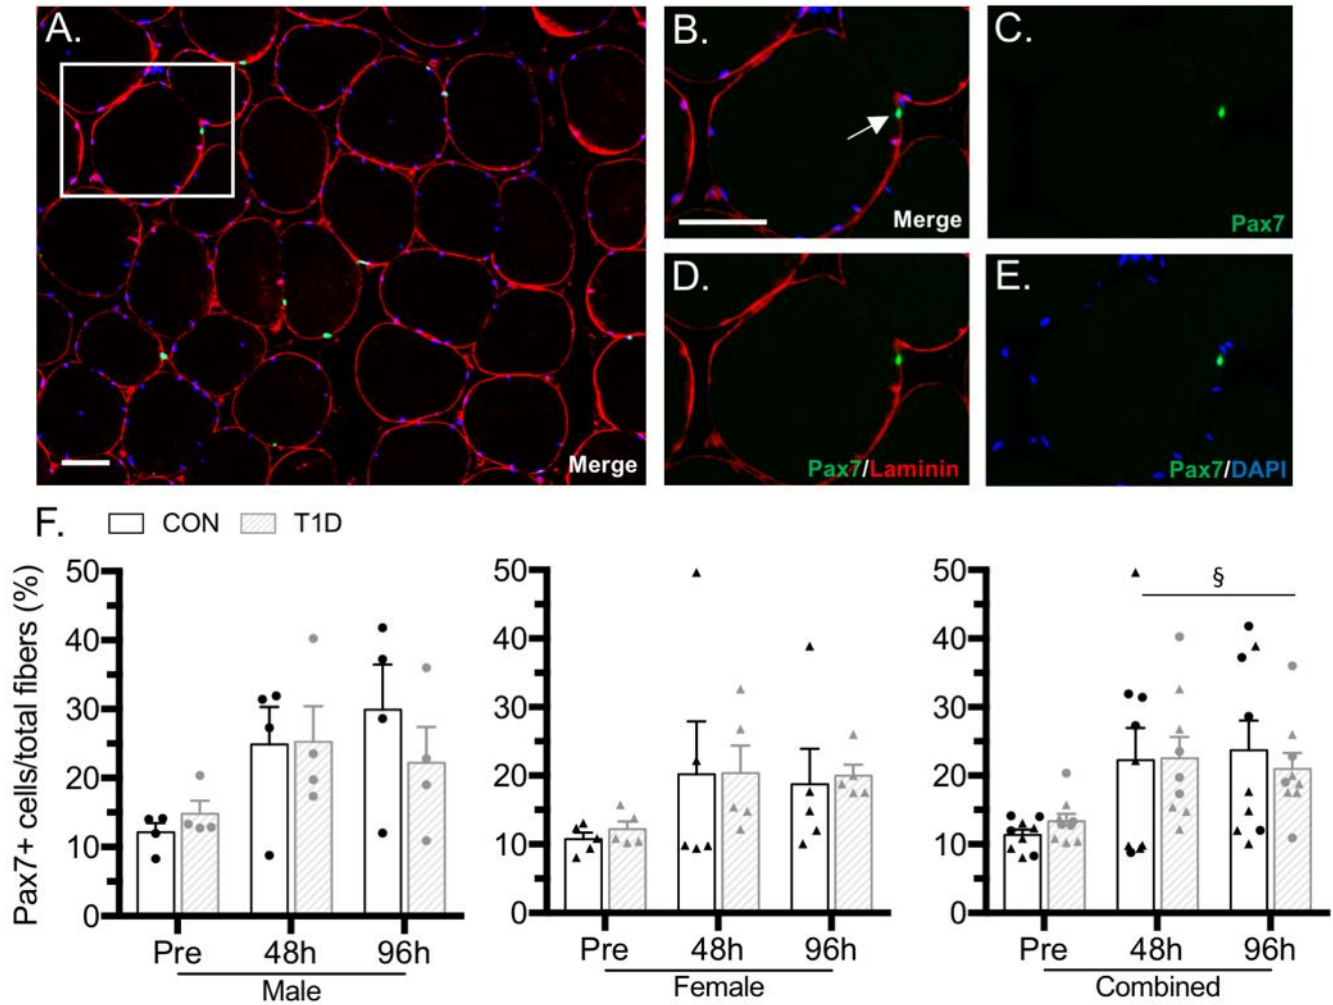 A.
Merge
B.
Merge
C.
Pax7
D.
Pax7/Laminin
E.
Pax7/DAPI
F.
CON
T1D
Pax7+ cells/total fibers (%)
50
40
30
20
10
0
Pre
48h
96h
Male
50
40
30
20
10
0
Pre
48h
96h
Female
50
40
30
20
10
0
§
Pre
48h
96h
Combined